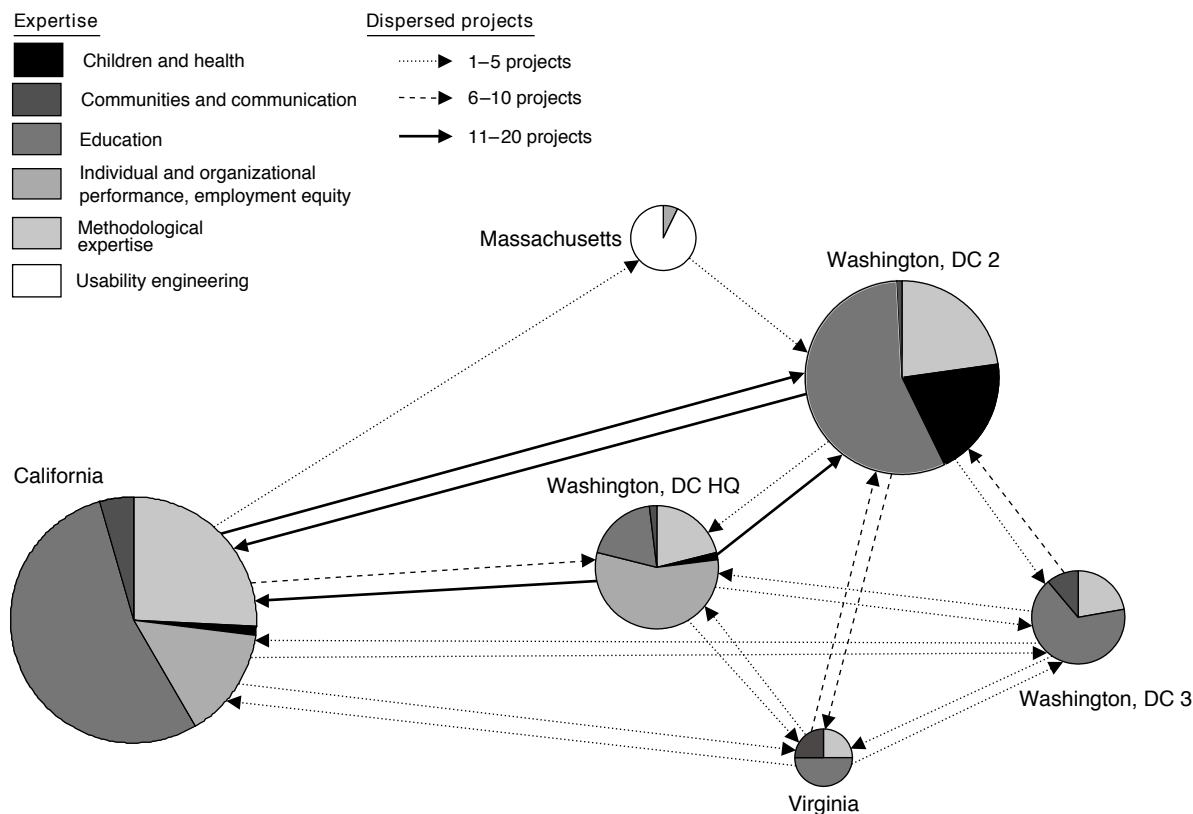 Expertise
Children and health
Communities and communication
Education
Individual and organizational
performance, employment equity
Methodological
expertise
Usability engineering
Dispersed projects
1–5 projects
6–10 projects
11–20 projects
Massachusetts
Washington, DC 2
California
Washington, DC HQ
Washington, DC 3
Virginia